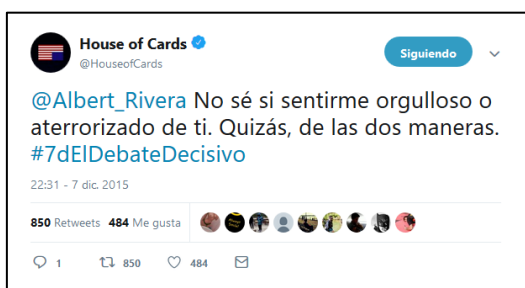 House of Cards
@HouseofCards
Siguiendo
@Albert_Rivera No sé si sentirme orgulloso o
aterrorizado de ti. Quizás, de las dos maneras.
#7dElDebateDecisivo
22:31 - 7 dic. 2015
850 Retweets 484 Me gusta
1 850 484